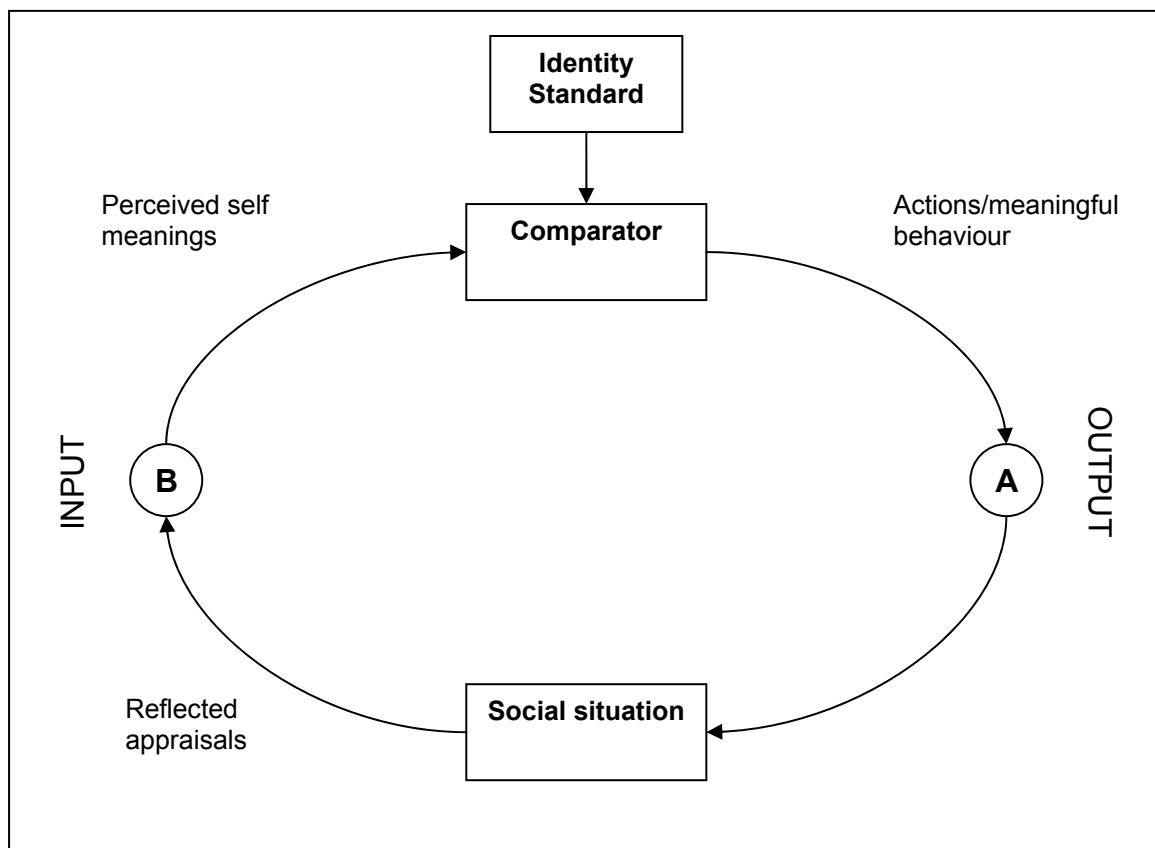 Identity
Standard
Perceived self
meanings
Comparator
Actions/meaningful
behaviour
INPUT
B
A
OUTPUT
Reflected
appraisals
Social situation